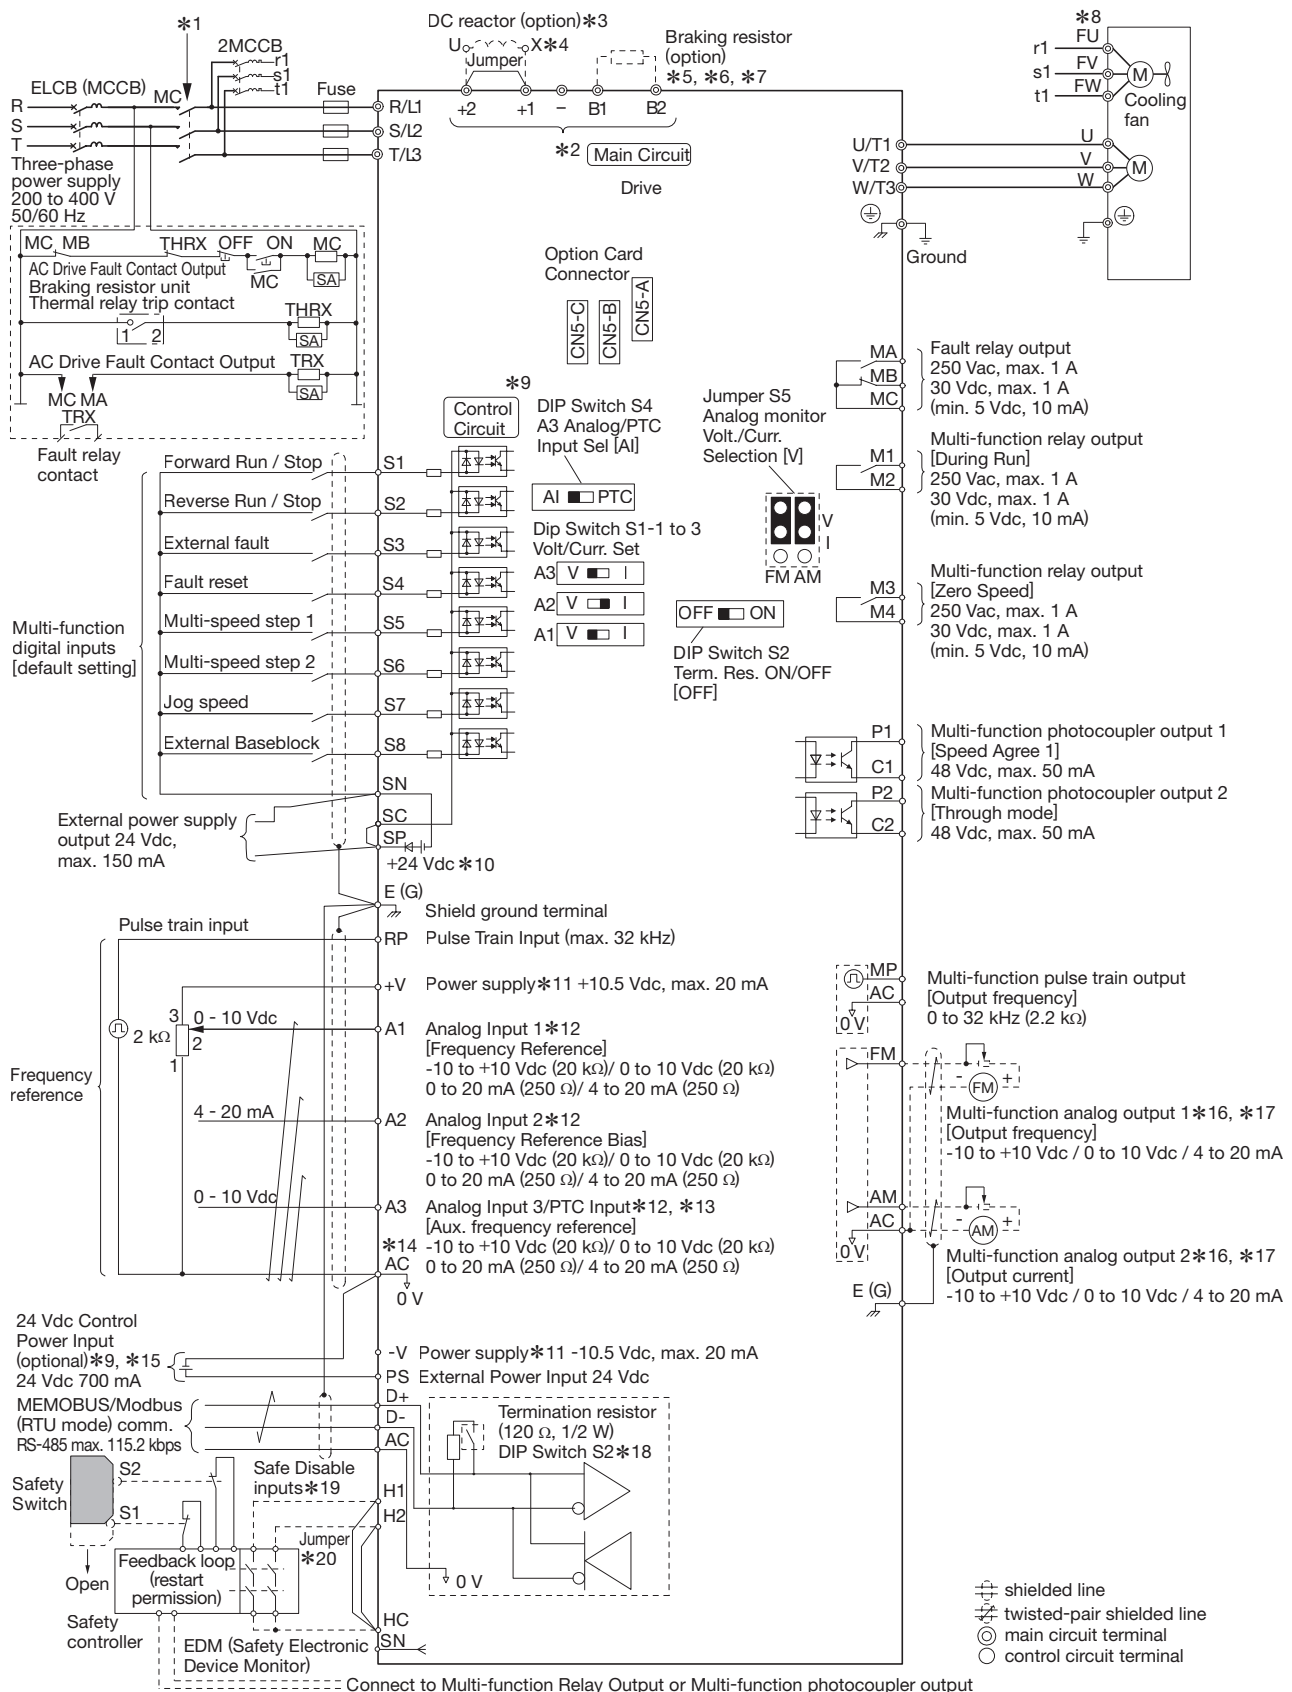 *1
DC reactor (option)*3
U X*4
Jumper
Braking resistor
(option)
*5, *6, *7
*8
2MCCB
r1
s1
t1
ELCB (MCCB)
MC
Fuse
R
S
T
R/L1
S/L2
T/L3
+2 +1 − B1 B2
*2 Main Circuit
Drive
r1 FU
s1 FV
t1 FW
M
Cooling
fan
U/T1 U
V/T2 V
W/T3 W
M
Ground
Three-phase
power supply
200 to 400 V
50/60 Hz
MC MB THRX OFF ON MC
MC SA
AC Drive Fault Contact Output
Braking resistor unit
Thermal relay trip contact
1 2
THRX
SA
AC Drive Fault Contact Output
TRX
SA
MC MA
TRX
Fault relay
contact
Option Card
Connector
CN5-C
CN5-B
CN5-A
*9
Control
Circuit
DIP Switch S4
A3 Analog/PTC
Input Sel [AI]
AI PTC
Dip Switch S1-1 to 3
Volt/Curr. Set
A3 V I
A2 V I
A1 V I
Jumper S5
Analog monitor
Volt./Curr.
Selection [V]
V
I
FM AM
OFF ON
DIP Switch S2
Term. Res. ON/OFF
[OFF]
MA
MB
MC
Fault relay output
250 Vac, max. 1 A
30 Vdc, max. 1 A
(min. 5 Vdc, 10 mA)
M1
M2
Multi-function relay output
[During Run]
250 Vac, max. 1 A
30 Vdc, max. 1 A
(min. 5 Vdc, 10 mA)
M3
M4
Multi-function relay output
[Zero Speed]
250 Vac, max. 1 A
30 Vdc, max. 1 A
(min. 5 Vdc, 10 mA)
P1
C1
Multi-function photocoupler output 1
[Speed Agree 1]
48 Vdc, max. 50 mA
P2
C2
Multi-function photocoupler output 2
[Through mode]
48 Vdc, max. 50 mA
Multi-function
digital inputs
[default setting]
Forward Run / Stop S1
Reverse Run / Stop S2
External fault S3
Fault reset S4
Multi-speed step 1 S5
Multi-speed step 2 S6
Jog speed S7
External Baseblock S8
SN
SC
SP
External power supply
output 24 Vdc,
max. 150 mA
+24 Vdc*10
E (G)
Shield ground terminal
Pulse train input
RP Pulse Train Input (max. 32 kHz)
+V Power supply*11 +10.5 Vdc, max. 20 mA
Frequency
reference
2 kΩ
3
2
1
0 - 10 Vdc
A1 Analog Input 1*12
[Frequency Reference]
-10 to +10 Vdc (20 kΩ)/ 0 to 10 Vdc (20 kΩ)
0 to 20 mA (250 Ω)/ 4 to 20 mA (250 Ω)
4 - 20 mA
A2 Analog Input 2*12
[Frequency Reference Bias]
-10 to +10 Vdc (20 kΩ)/ 0 to 10 Vdc (20 kΩ)
0 to 20 mA (250 Ω)/ 4 to 20 mA (250 Ω)
0 - 10 Vdc
A3 Analog Input 3/PTC Input*12, *13
[Aux. frequency reference]
*14 -10 to +10 Vdc (20 kΩ)/ 0 to 10 Vdc (20 kΩ)
AC 0 to 20 mA (250 Ω)/ 4 to 20 mA (250 Ω)
0 V
MP
AC
0 V
Multi-function pulse train output
[Output frequency]
0 to 32 kHz (2.2 kΩ)
FM
- FM +
Multi-function analog output 1*16, *17
[Output frequency]
-10 to +10 Vdc / 0 to 10 Vdc / 4 to 20 mA
AM
AC
0 V
- AM +
Multi-function analog output 2*16, *17
[Output current]
-10 to +10 Vdc / 0 to 10 Vdc / 4 to 20 mA
E (G)
24 Vdc Control
Power Input
(optional)*9, *15
24 Vdc 700 mA
-V Power supply*11 -10.5 Vdc, max. 20 mA
PS External Power Input 24 Vdc
MEMOBUS/Modbus
(RTU mode) comm.
RS-485 max. 115.2 kbps
D+
D-
AC
Termination resistor
(120 Ω, 1/2 W)
DIP Switch S2*18
0 V
Safety
Switch
S2
S1
Open
Safe Disable
inputs*19
H1
H2
Jumper
*20
Feedback loop
(restart
permission)
Safety
controller
HC
SN
EDM (Safety Electronic
Device Monitor)
Connect to Multi-function Relay Output or Multi-function photocoupler output
shielded line
twisted-pair shielded line
main circuit terminal
control circuit terminal